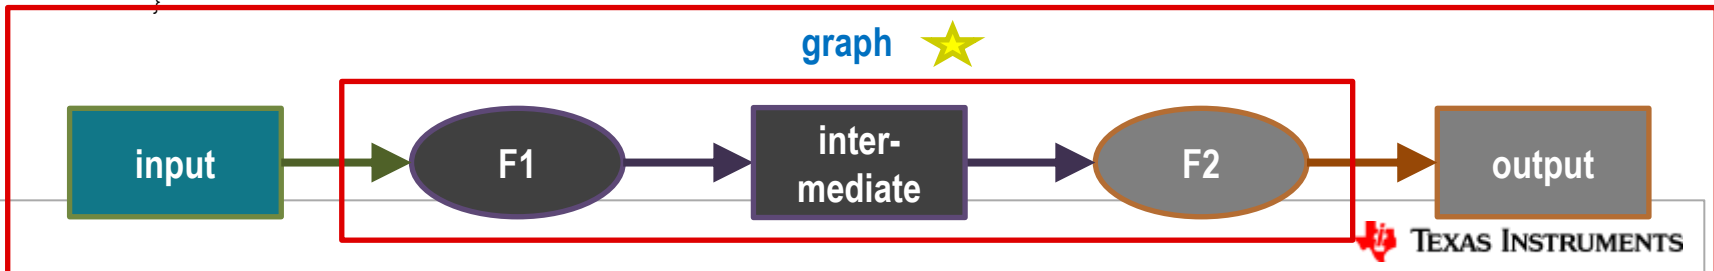 }
graph
input
F1
inter-
mediate
F2
output
TEXAS INSTRUMENTS